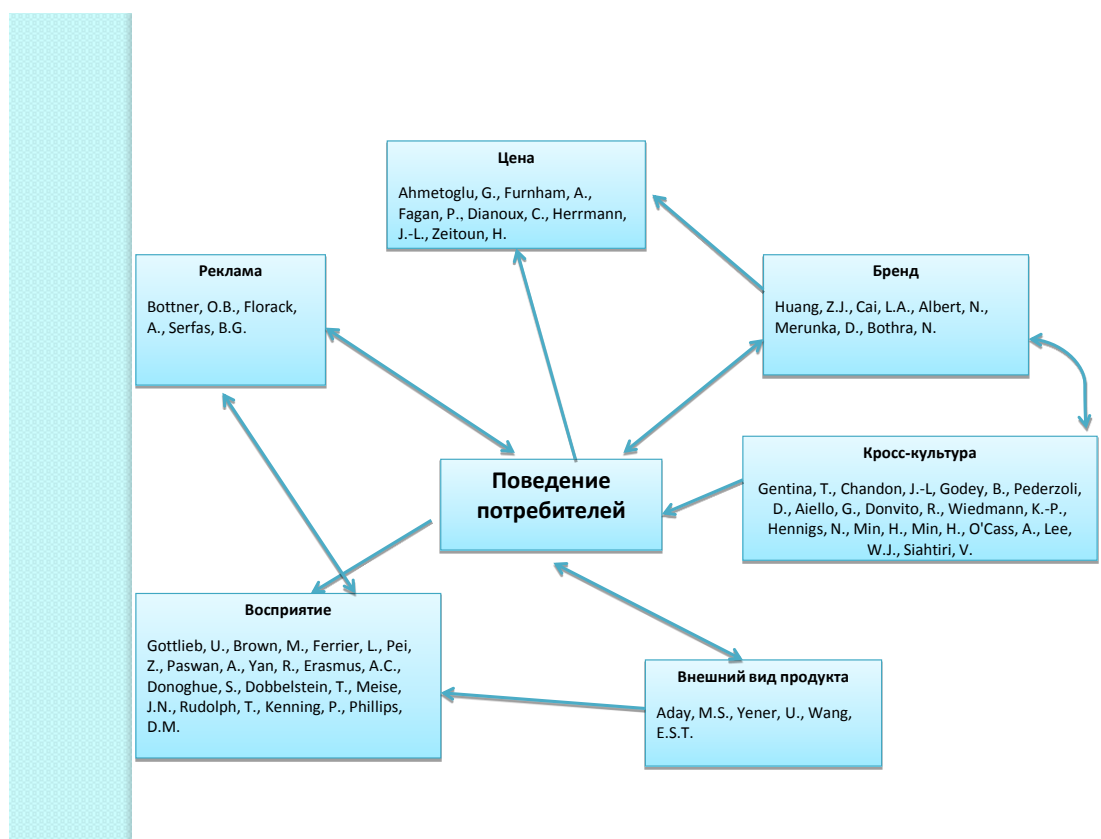 Цена
Ahmetoglu, G., Furnham, A.,
Fagan, P., Dianoux, C., Herrmann,
J.-L., Zeitoun, H.
Реклама
Bottner, O.B., Florack,
A., Serfas, B.G.
Бренд
Huang, Z.J., Cai, L.A., Albert, N.,
Merunka, D., Bothra, N.
Поведение
потребителей
Кросс-культура
Gentina, T., Chandon, J.-L, Godey, B., Pederzoli,
D., Aiello, G., Donvito, R., Wiedmann, K.-P.,
Hennigs, N., Min, H., Min, H., O'Cass, A., Lee,
W.J., Siahtiri, V.
Восприятие
Gottlieb, U., Brown, M., Ferrier, L., Pei,
Z., Paswan, A., Yan, R., Erasmus, A.C.,
Donoghue, S., Dobbelstein, T., Meise,
J.N., Rudolph, T., Kenning, P., Phillips,
D.M.
Внешний вид продукта
Aday, M.S., Yener, U., Wang,
E.S.T.